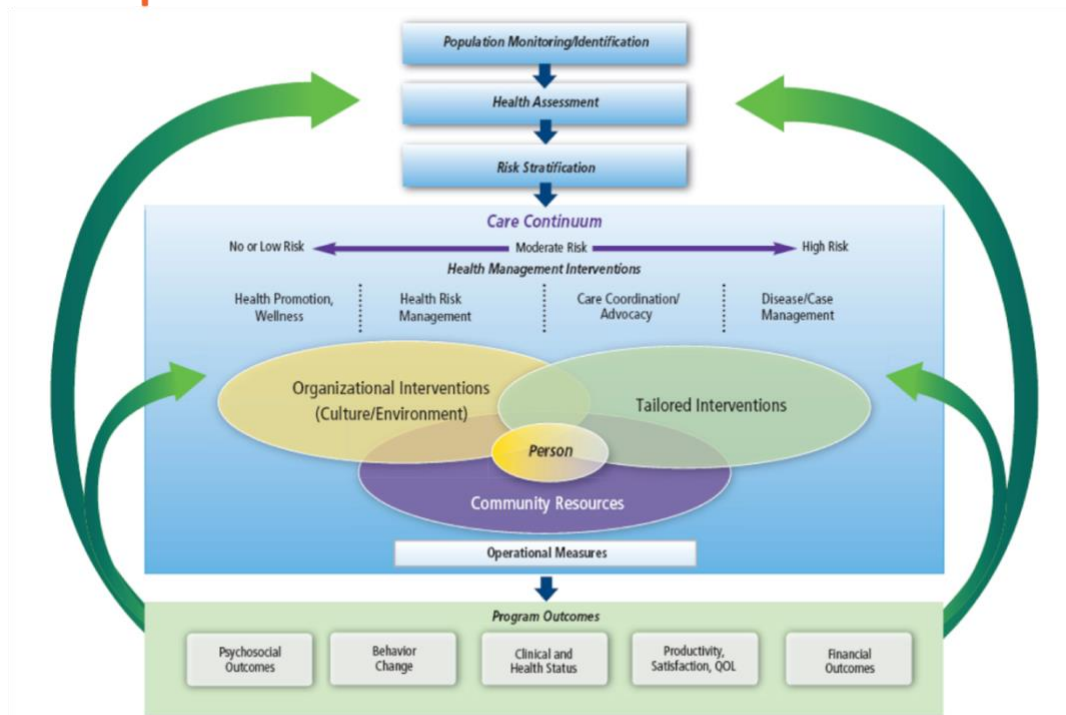 Population Monitoring/Identification
Health Assessment
Risk Stratification
Care Continuum
No or Low Risk
Moderate Risk
High Risk
Health Management Interventions
Health Promotion,
Wellness
Health Risk
Management
Care Coordination/
Advocacy
Disease/Case
Management
Organizational Interventions
(Culture/Environment)
Tailored Interventions
Person
Community Resources
Operational Measures
Program Outcomes
Psychosocial
Outcomes
Behavior
Change
Clinical and
Health Status
Productivity,
Satisfaction, QOL
Financial
Outcomes